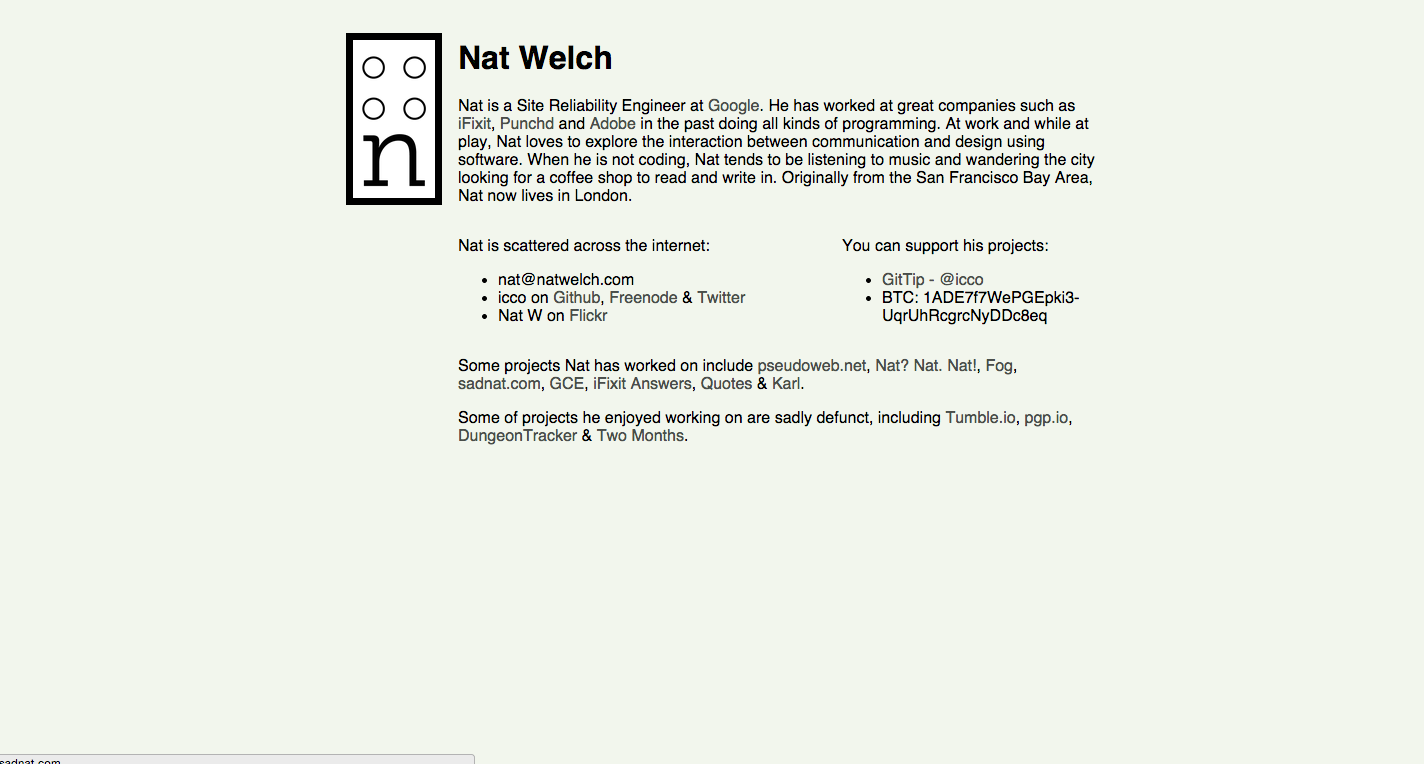 n
Nat Welch
Nat is a Site Reliability Engineer at Google. He has worked at great companies such as
iFixit, Punchd and Adobe in the past doing all kinds of programming. At work and while at
play, Nat loves to explore the interaction between communication and design using
software. When he is not coding, Nat tends to be listening to music and wandering the city
looking for a coffee shop to read and write in. Originally from the San Francisco Bay Area,
Nat now lives in London.
Nat is scattered across the internet:
nat@natwelch.com
icco on Github, Freenode & Twitter
Nat W on Flickr
You can support his projects:
GitTip - @icco
BTC: 1ADE7f7WePGEpki3-
UqrUhRcgrcNyDDc8eq
Some projects Nat has worked on include pseudoweb.net, Nat? Nat. Nat!, Fog,
sadnat.com, GCE, iFixit Answers, Quotes & Karl.
Some of projects he enjoyed working on are sadly defunct, including Tumble.io, pgp.io,
DungeonTracker & Two Months.
sadnat.com